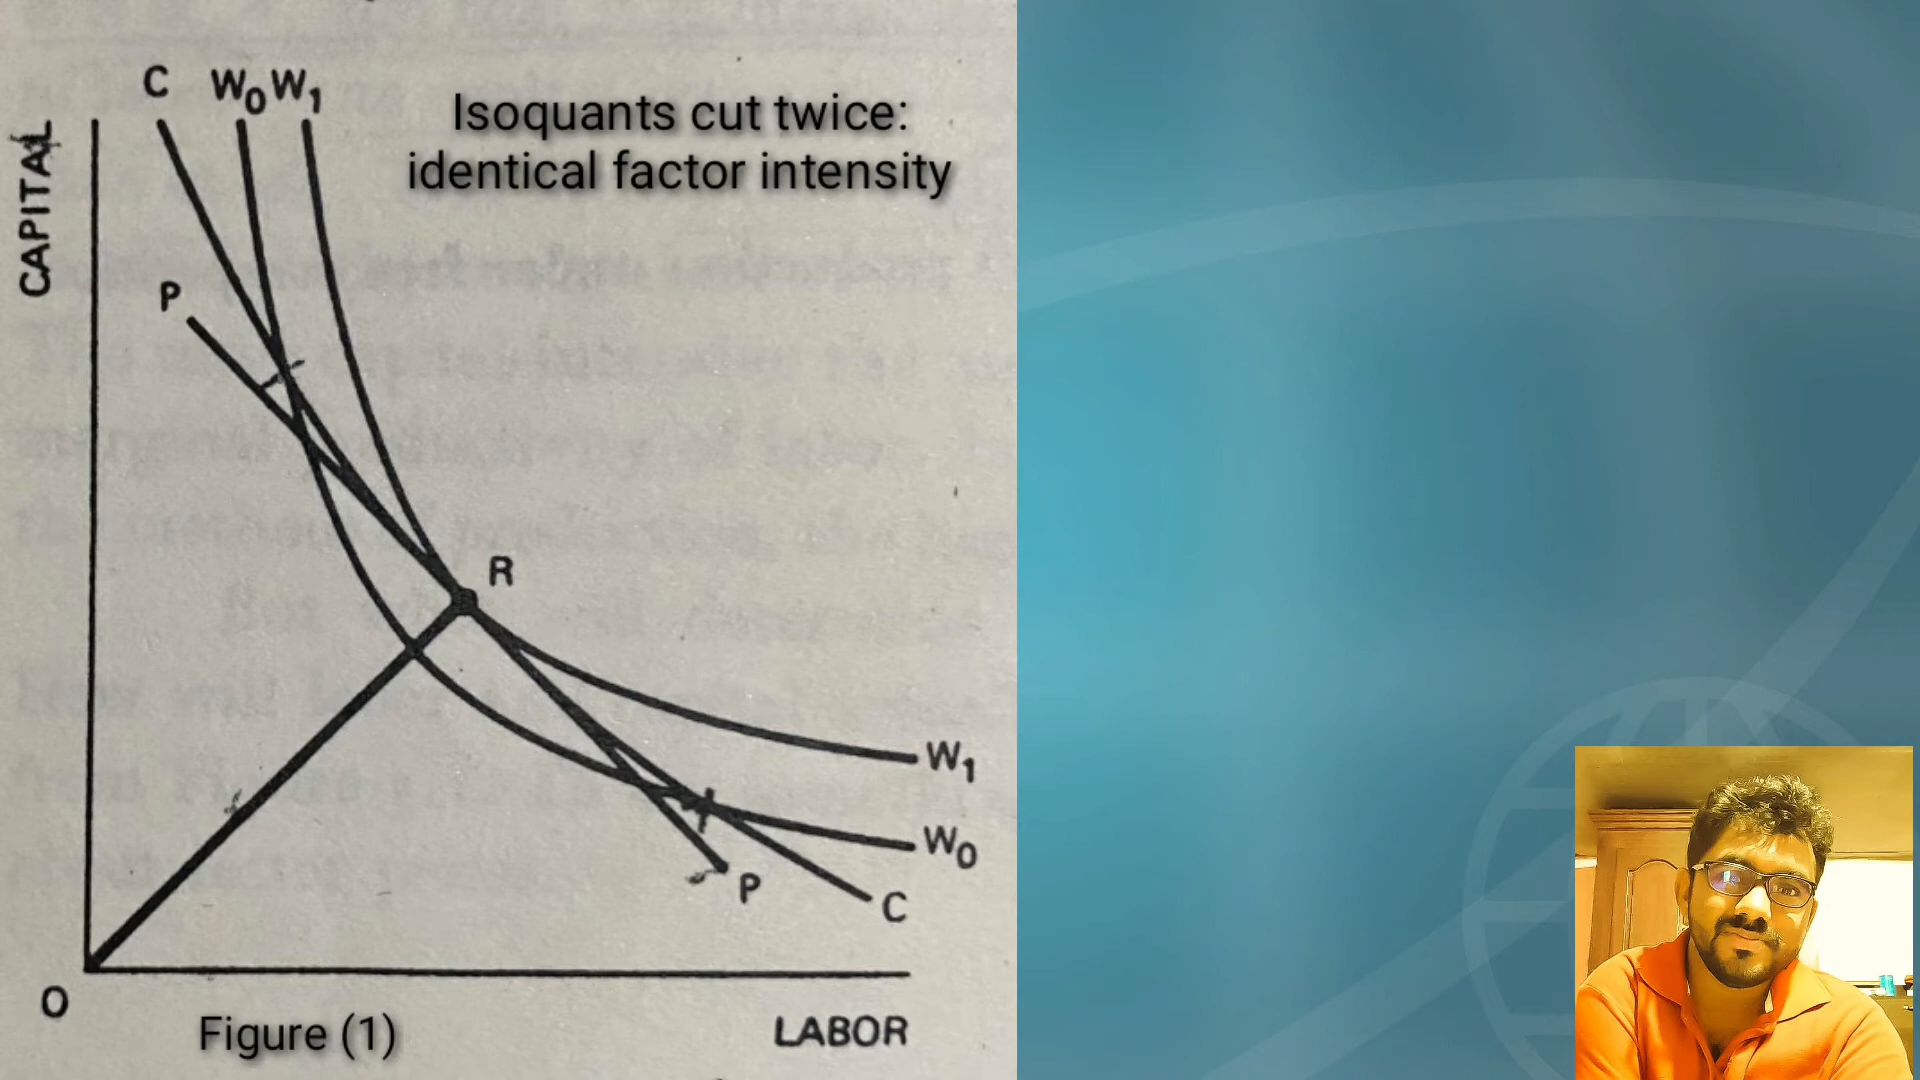 C W₀ W₁
Isoquants cut twice:
identical factor intensity
CAPITAL
P
R
W₁
W₀
P
C
O
Figure (1)
LABOR